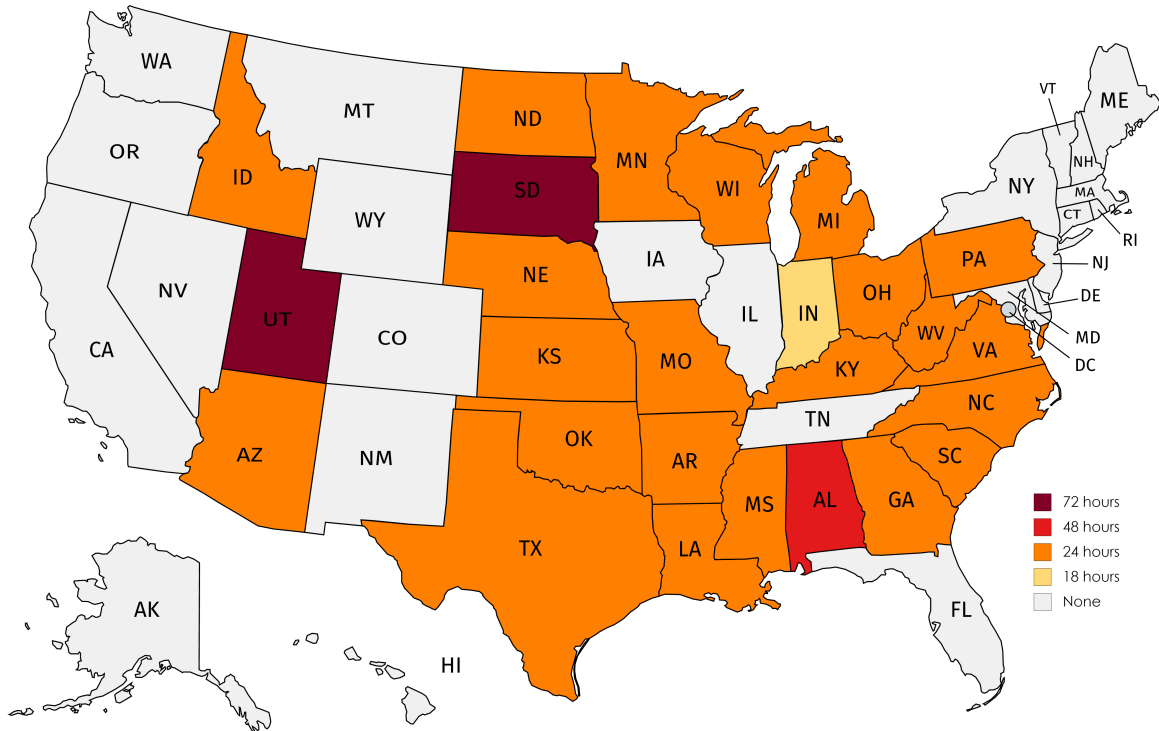 WA
OR
CA
NV
ID
MT
WY
UT
CO
AZ
NM
ND
SD
NE
KS
OK
TX
MN
IA
MO
AR
LA
WI
IL
MI
IN
OH
KY
TN
MS
AL
GA
FL
SC
NC
VA
WV
PA
NY
VT
NH
ME
MA
CT
RI
NJ
DE
MD
DC
AK
HI
72 hours
48 hours
24 hours
18 hours
None